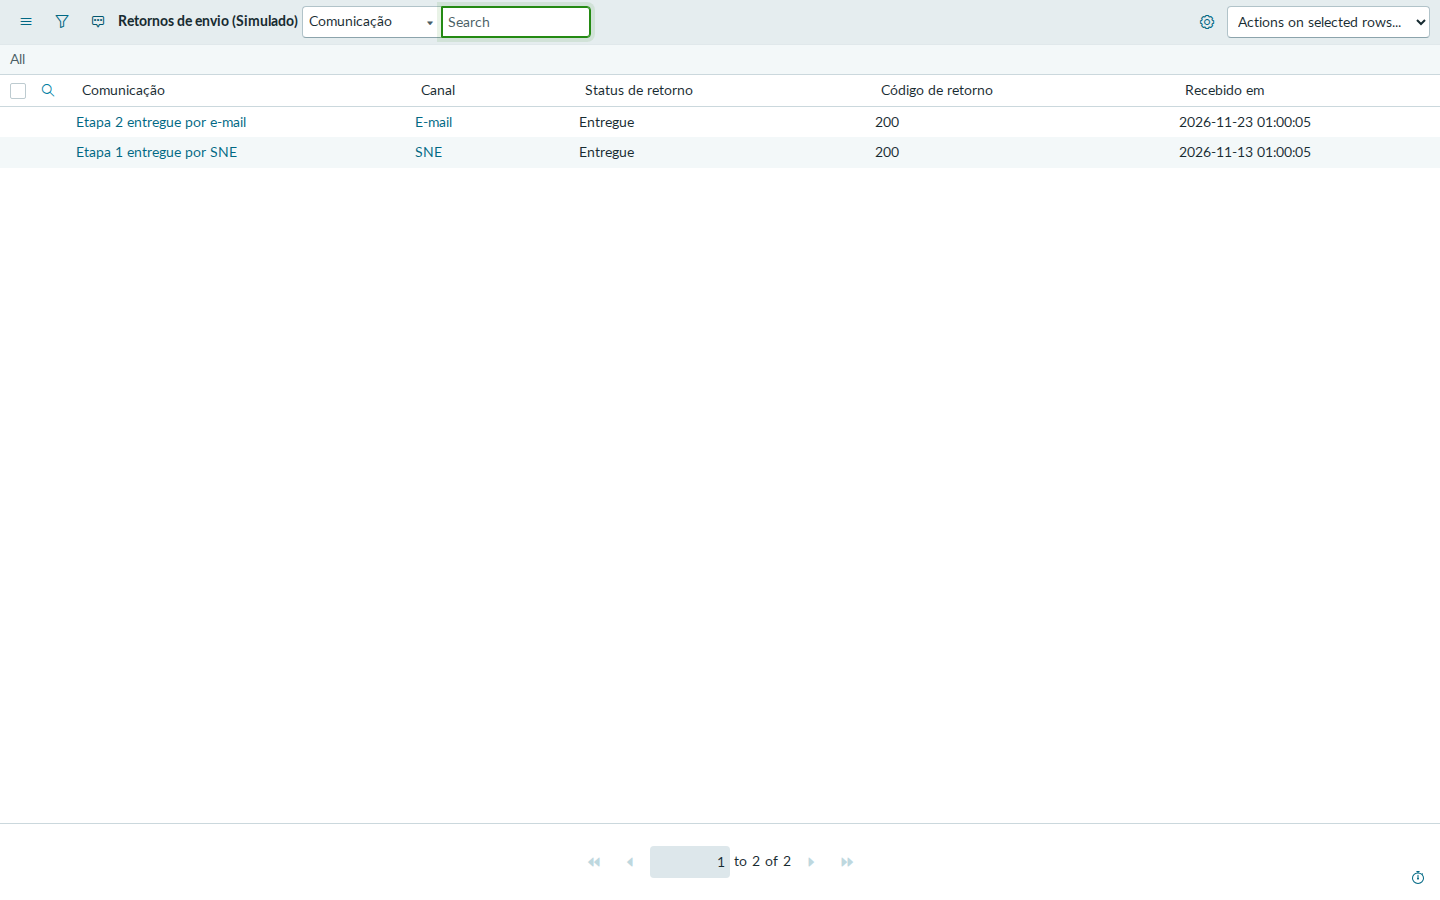 Retornos de envio (Simulado) Comunicação Search Actions on selected rows...
All
Comunicação Canal Status de retorno Código de retorno Recebido em
Etapa 2 entregue por e-mail E-mail Entregue 200 2026-11-23 01:00:05
Etapa 1 entregue por SNE SNE Entregue 200 2026-11-13 01:00:05
1 to 2 of 2